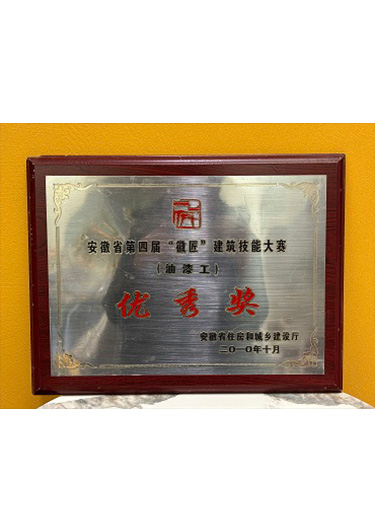 安徽省第四届“徽匠”建筑技能大赛
(油漆工)
优秀奖
安徽省住房和城乡建设厅
二〇一〇年十月